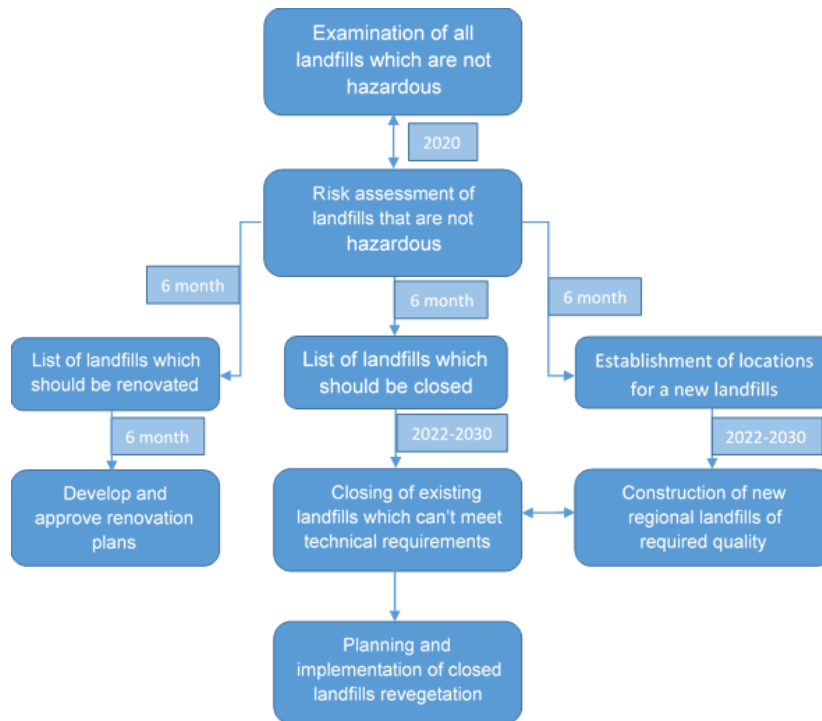 Examination of all
landfills which are not
hazardous
2020
Risk assessment of
landfills that are not
hazardous
6 month
6 month
6 month
List of landfills which
should be renovated
List of landfills which
should be closed
Establishment of locations
for a new landfills
6 month
2022-2030
2022-2030
Develop and
approve renovation
plans
Closing of existing
landfills which can't meet
technical requirements
Construction of new
regional landfills of
required quality
Planning and
implementation of closed
landfills revegetation